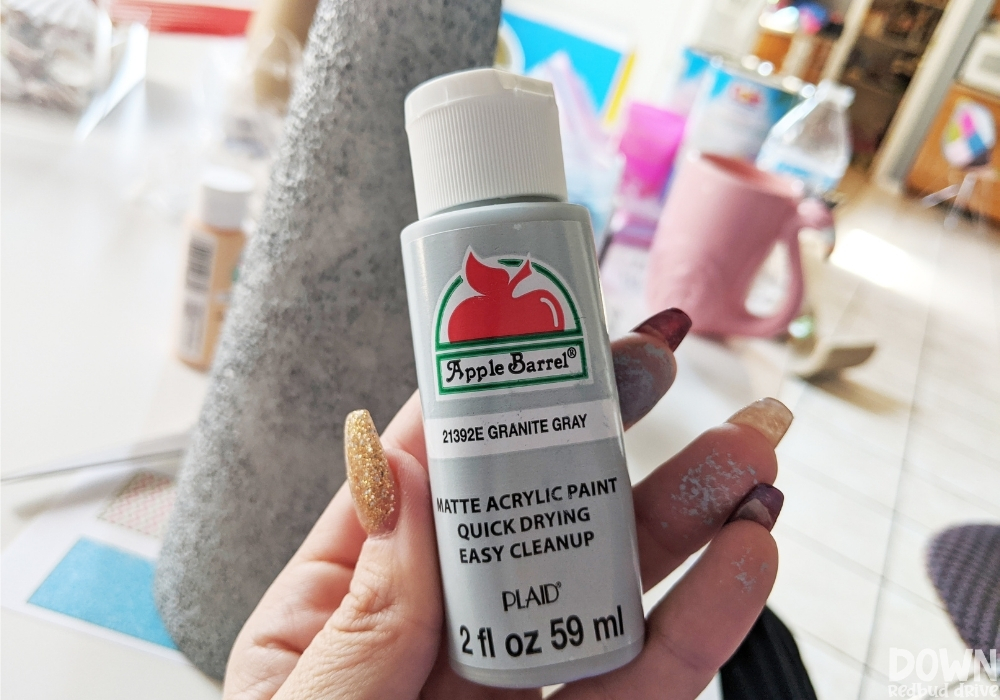 Apple Barrel®
21392E GRANITE GRAY
MATTE ACRYLIC PAINT
QUICK DRYING
EASY CLEANUP
PLAID®
2 fl oz 59 ml
DOWN
redbud drive